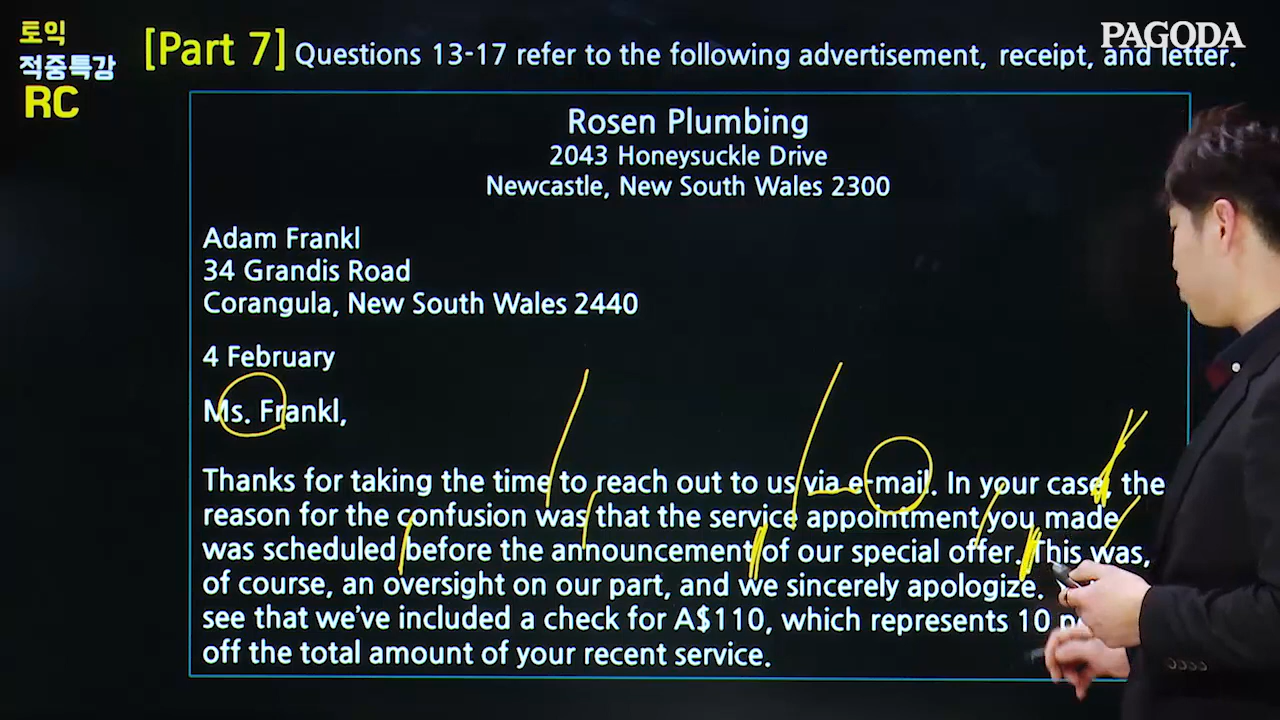 토익
적중특강
RC
[Part 7] Questions 13-17 refer to the following advertisement, receipt, and letter.
PAGODA
Rosen Plumbing
2043 Honeysuckle Drive
Newcastle, New South Wales 2300
Adam Frankl
34 Grandis Road
Corangula, New South Wales 2440
4 February
Ms. Frankl,
Thanks for taking the time to reach out to us via e-mail. In your case, the
reason for the confusion was that the service appointment you made
was scheduled before the announcement of our special offer. This was,
of course, an oversight on our part, and we sincerely apologize.
see that we've included a check for A$110, which represents 10
off the total amount of your recent service.